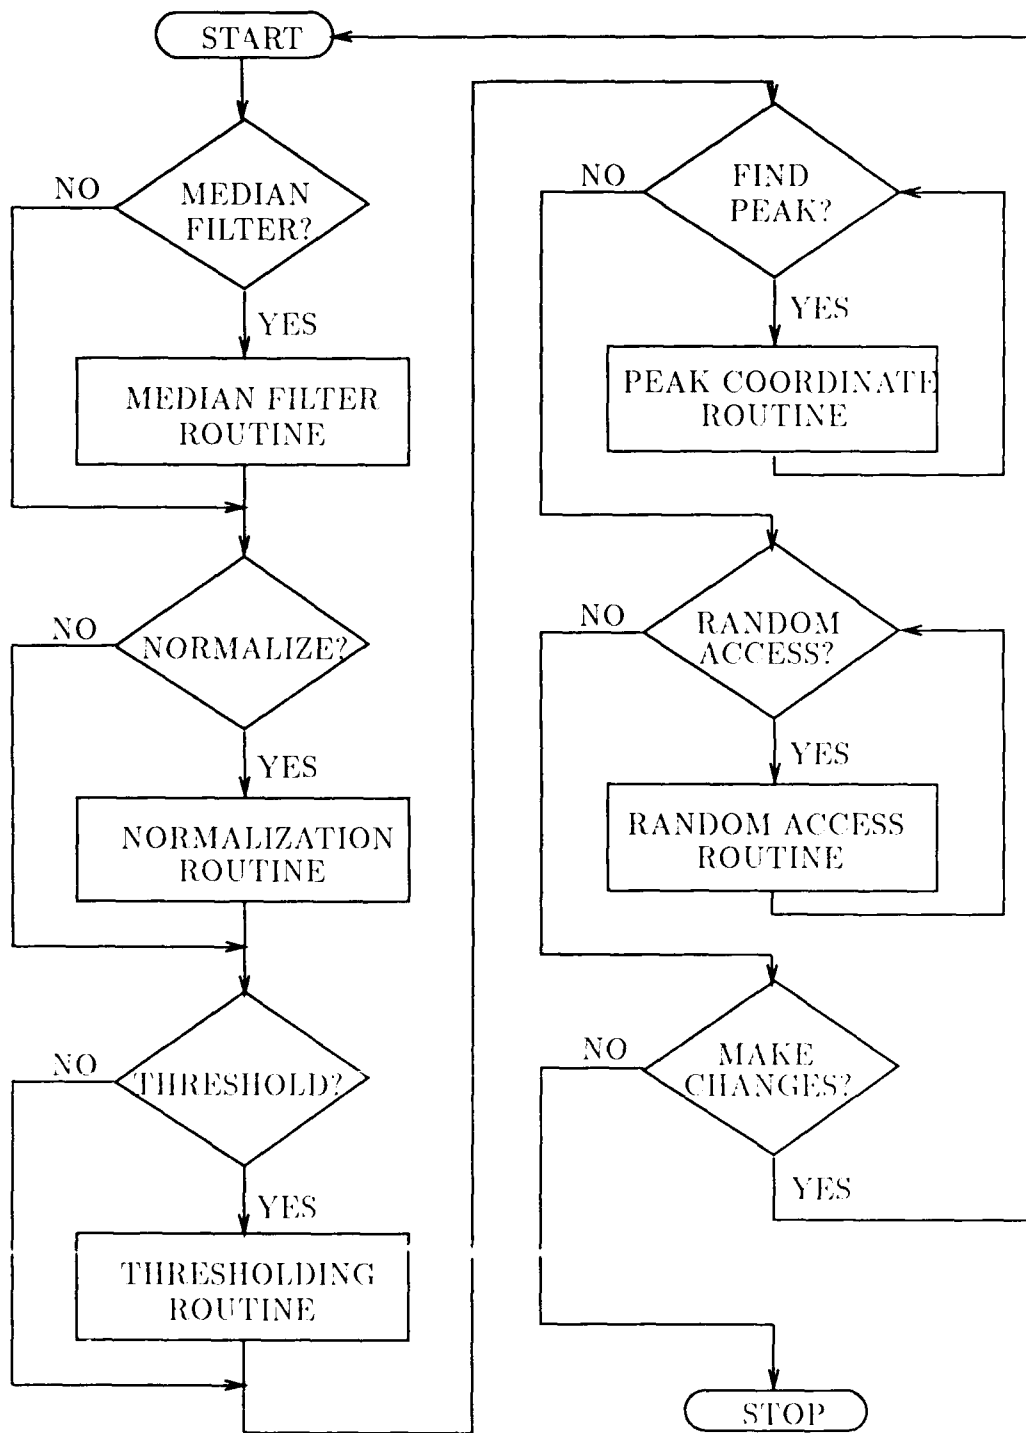 START
NO
MEDIAN
FILTER?
YES
MEDIAN FILTER
ROUTINE
NO
NORMALIZE?
YES
NORMALIZATION
ROUTINE
NO
THRESHOLD?
YES
THRESHOLDING
ROUTINE
NO
FIND
PEAK?
YES
PEAK COORDINATE
ROUTINE
NO
RANDOM
ACCESS?
YES
RANDOM ACCESS
ROUTINE
NO
MAKE
CHANGES?
YES
STOP